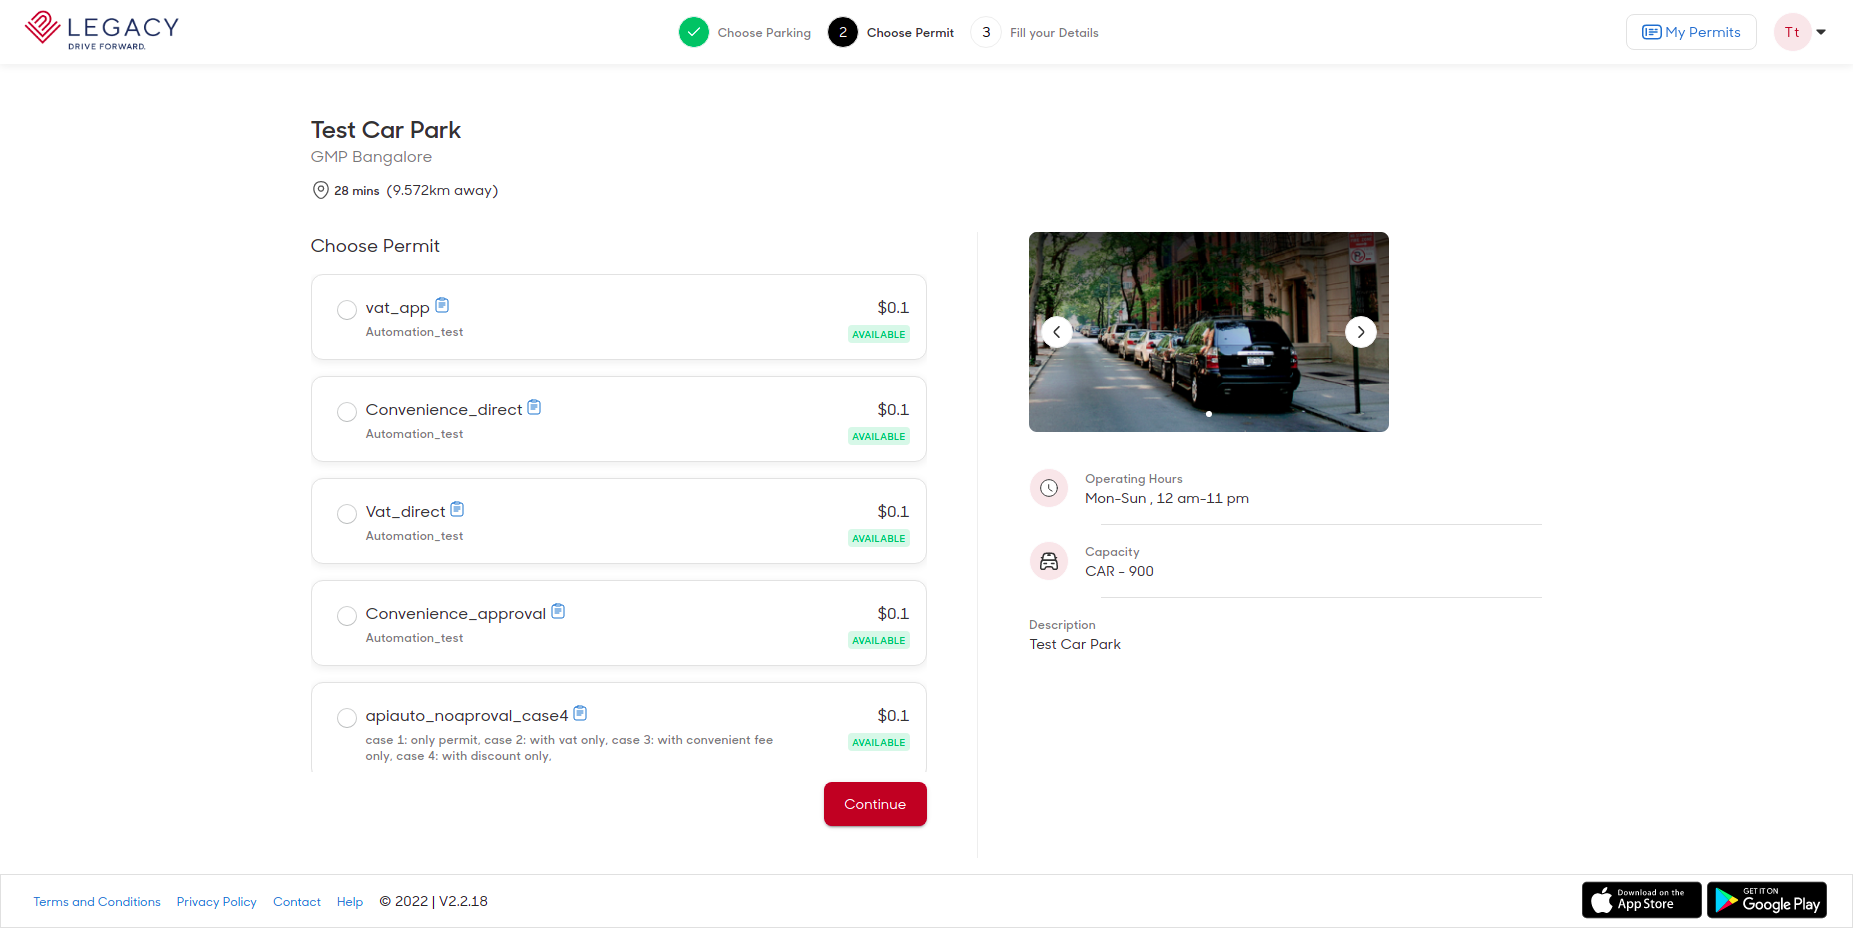 LEGACY
DRIVE FORWARD.
Choose Parking
2
Choose Permit
3
Fill your Details
My Permits
Tt
Test Car Park
GMP Bangalore
28 mins (9.572km away)
Choose Permit
vat_app
$0.1
Automation_test
AVAILABLE
Convenience_direct
$0.1
Automation_test
AVAILABLE
Vat_direct
$0.1
Automation_test
AVAILABLE
Convenience_approval
$0.1
Automation_test
AVAILABLE
apiauto_noaproval_case4
$0.1
case 1: only permit, case 2: with vat only, case 3: with convenient fee
only, case 4: with discount only,
AVAILABLE
Continue
Operating Hours
Mon-Sun , 12 am-11 pm
Capacity
CAR - 900
Description
Test Car Park
Terms and Conditions
Privacy Policy
Contact
Help
© 2022 | V2.2.18
Download on the
App Store
GET IT ON
Google Play